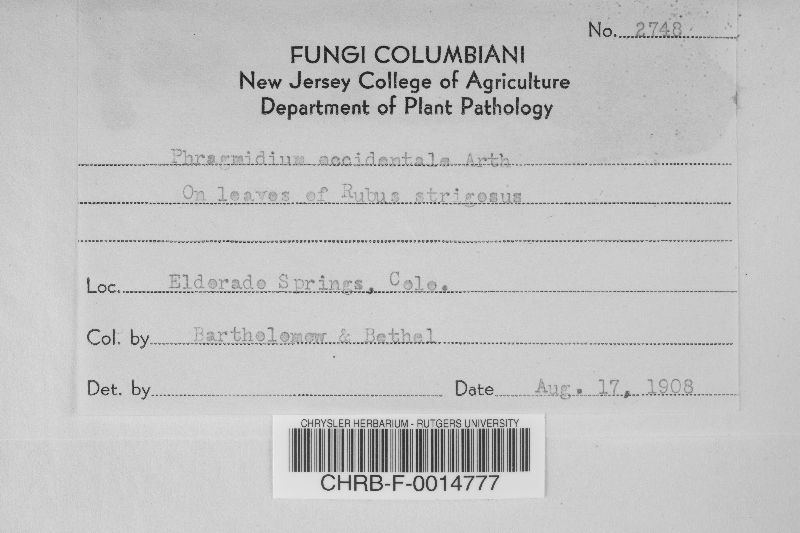 No. 2748
FUNGI COLUMBIANI
New Jersey College of Agriculture
Department of Plant Pathology
Phragmidium occidentale Arth
On leaves of Rubus strigosus
Loc. Eldorado Springs, Colo.
Col. by Bartholomew & Bethel
Det. by
Date Aug. 17, 1908
CHRYSLER HERBARIUM - RUTGERS UNIVERSITY
CHRB-F-0014777